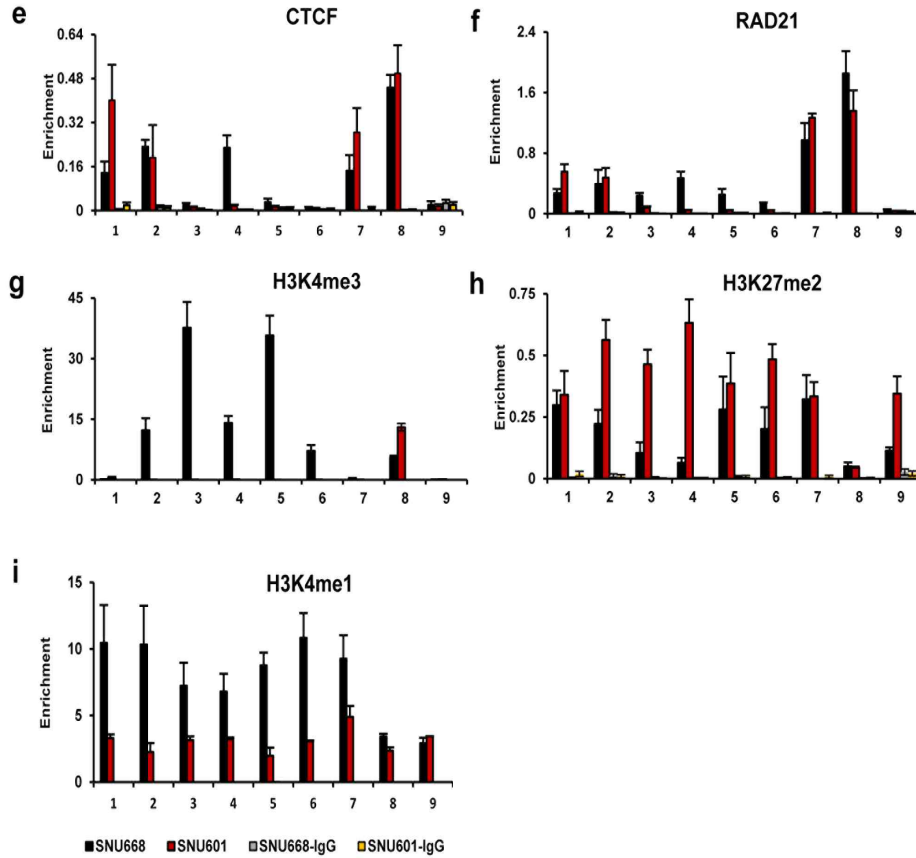 e
CTCF
Enrichment
0.64
0.48
0.32
0.16
0
1 2 3 4 5 6 7 8 9
f
RAD21
Enrichment
2.4
1.6
0.8
0
1 2 3 4 5 6 7 8 9
g
H3K4me3
Enrichment
45
30
15
0
1 2 3 4 5 6 7 8 9
h
H3K27me2
Enrichment
0.75
0.5
0.25
0
1 2 3 4 5 6 7 8 9
i
H3K4me1
Enrichment
15
10
5
0
1 2 3 4 5 6 7 8 9
SNU668 SNU601 SNU668-IgG SNU601-IgG